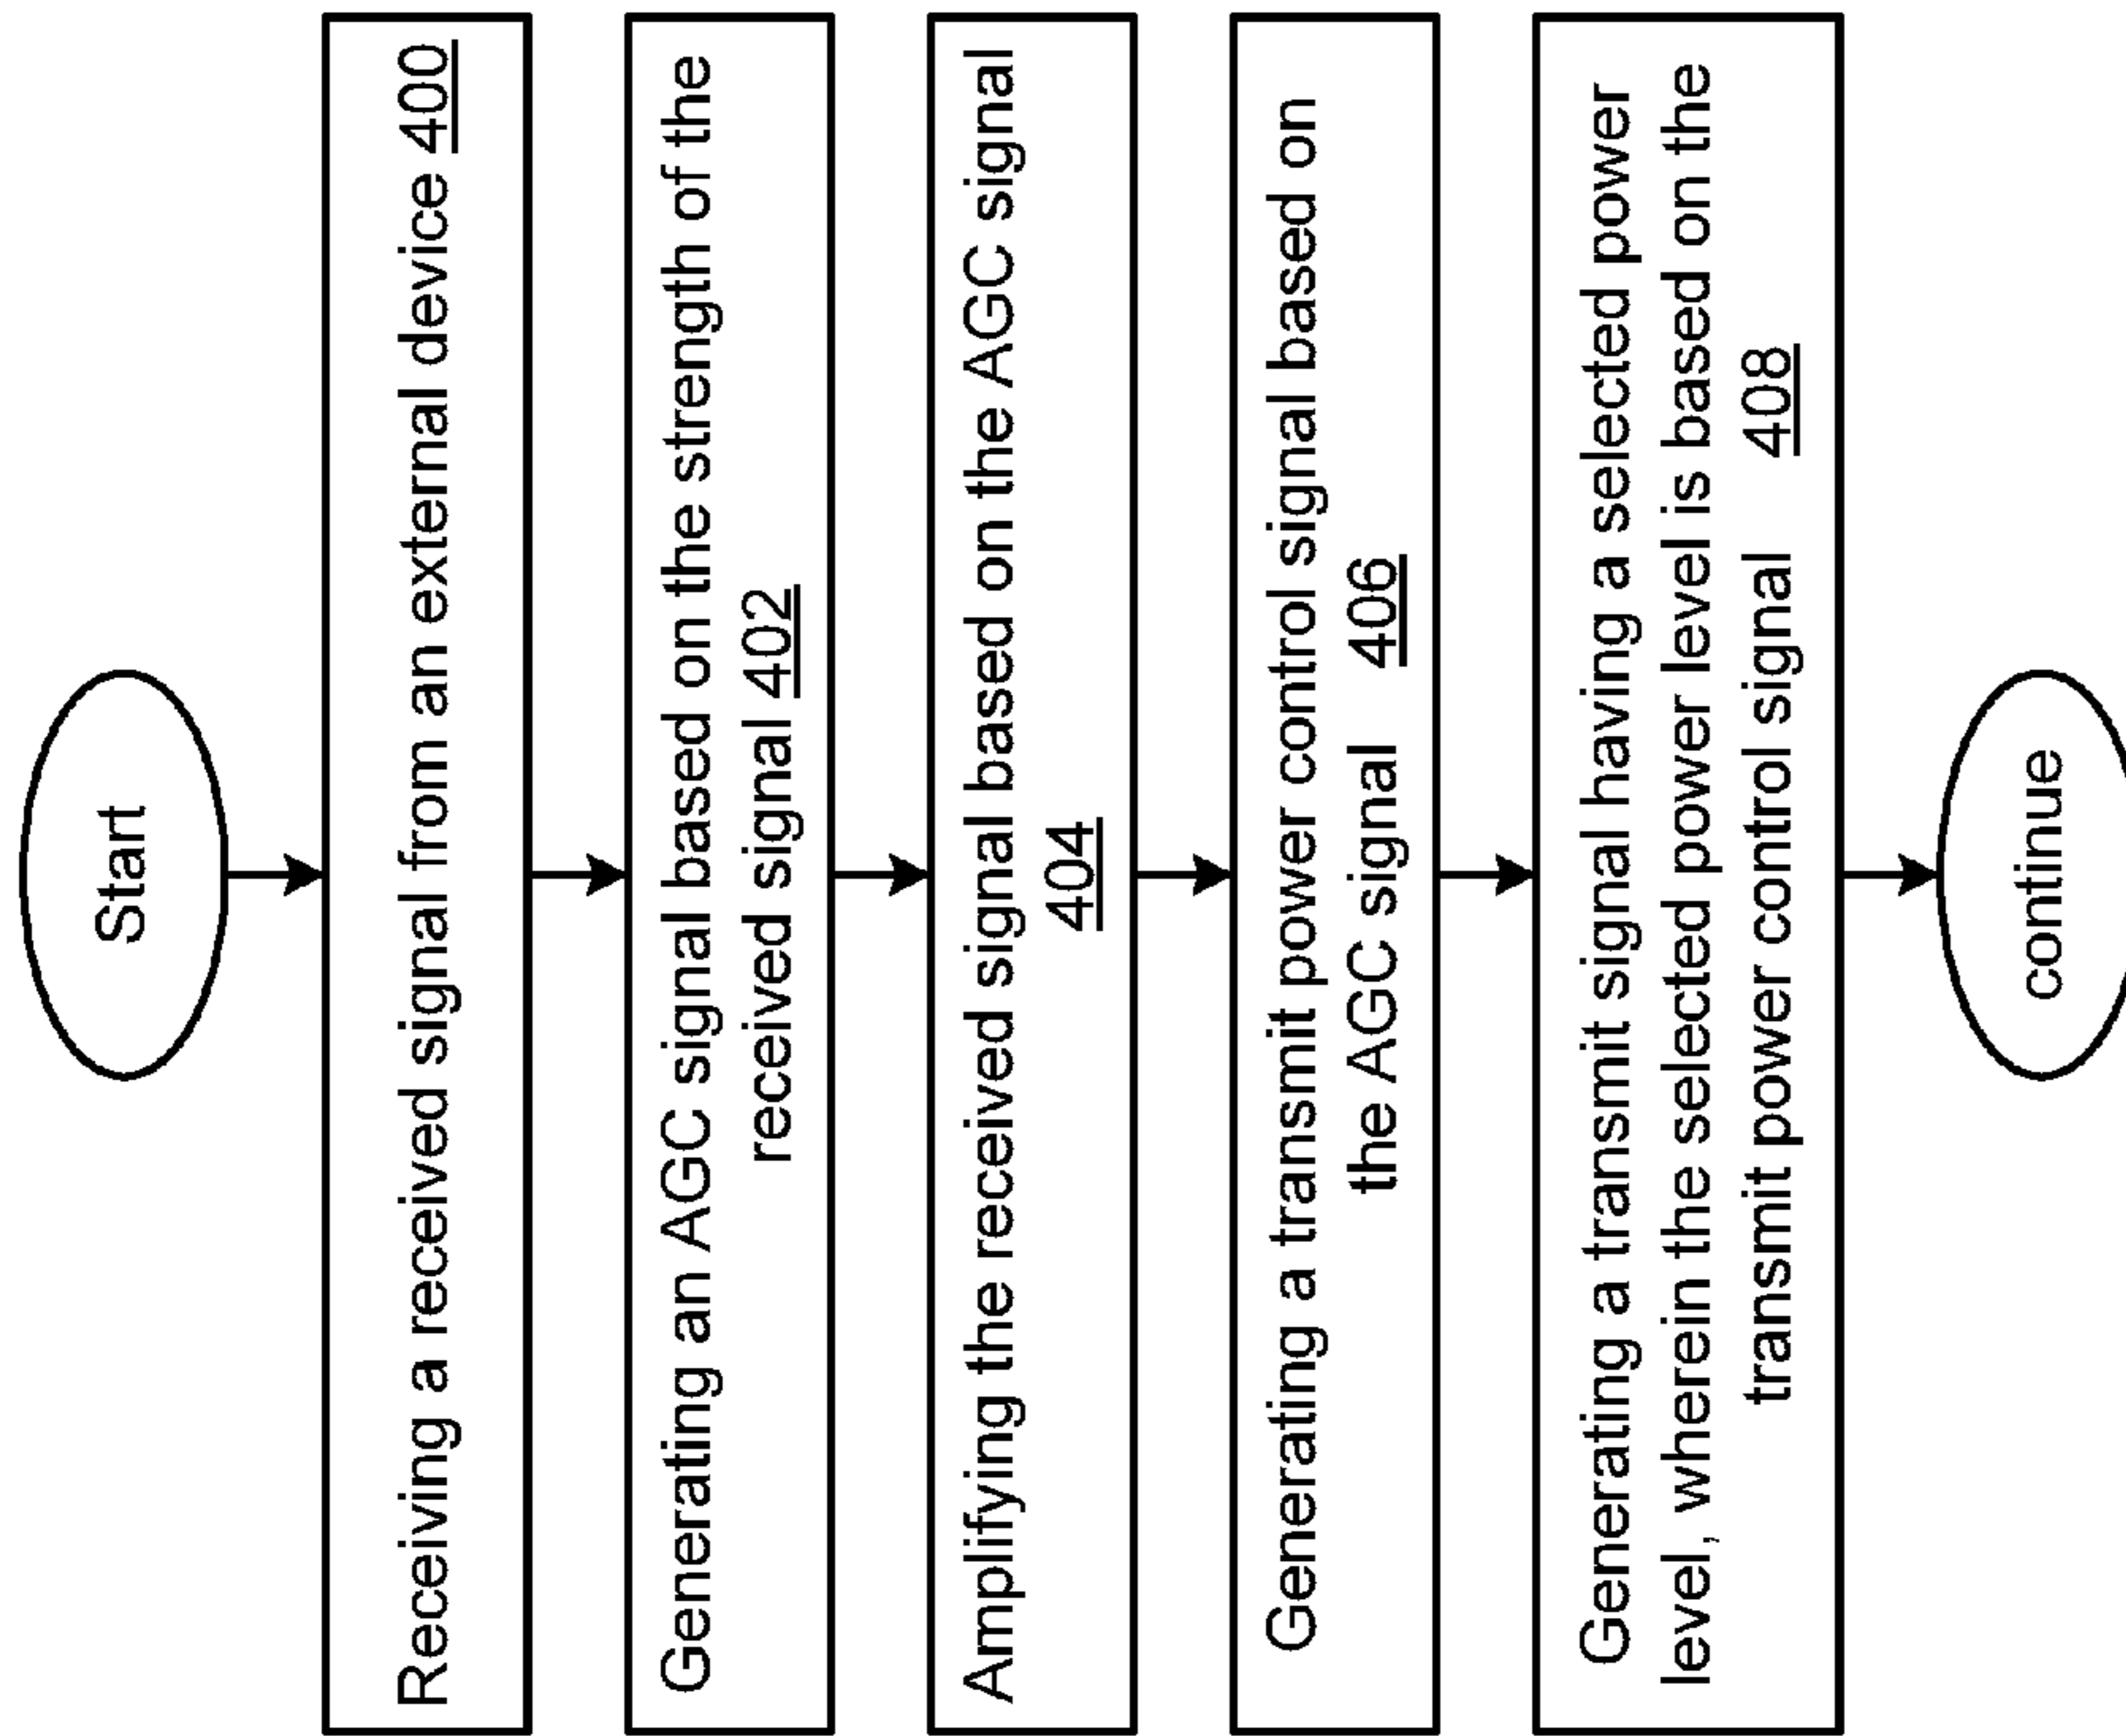 Start
Receiving a received signal from an external device 400
Generating an AGC signal based on the strength of the
received signal 402
Amplifying the received signal based on the AGC signal
404
Generating a transmit power control signal based on
the AGC signal 406
Generating a transmit signal having a selected power
level, wherein the selected power level is based on the
transmit power control signal 408
continue